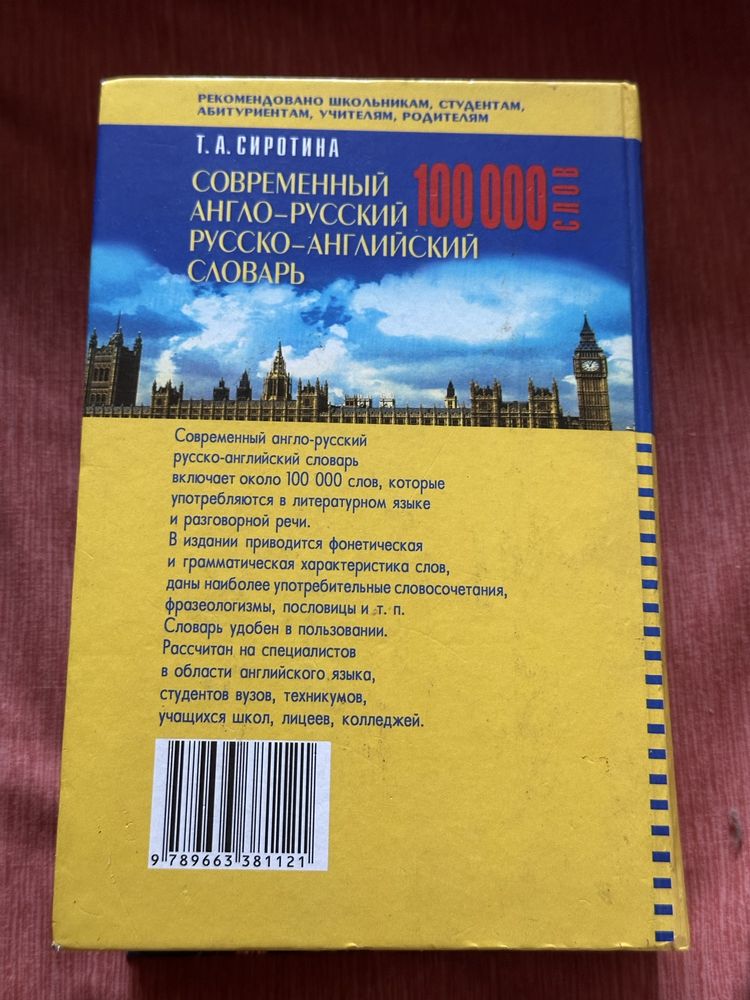 РЕКОМЕНДОВАНО ШКОЛЬНИКАМ, СТУДЕНТАМ,
АБИТУРИЕНТАМ, УЧИТЕЛЯМ, РОДИТЕЛЯМ
Т. А. СИРОТИНА
СОВРЕМЕННЫЙ
АНГЛО–РУССКИЙ
РУССКО–АНГЛИЙСКИЙ
СЛОВАРЬ
100 000
СЛОВ
Современный англо-русский
русско-английский словарь
включает около 100 000 слов, которые
употребляются в литературном языке
и разговорной речи.
В издании приводится фонетическая
и грамматическая характеристика слов,
даны наиболее употребительные словосочетания,
фразеологизмы, пословицы и т. п.
Словарь удобен в пользовании.
Рассчитан на специалистов
в области английского языка,
студентов вузов, техникумов,
учащихся школ, лицеев, колледжей.
9 789663 381121